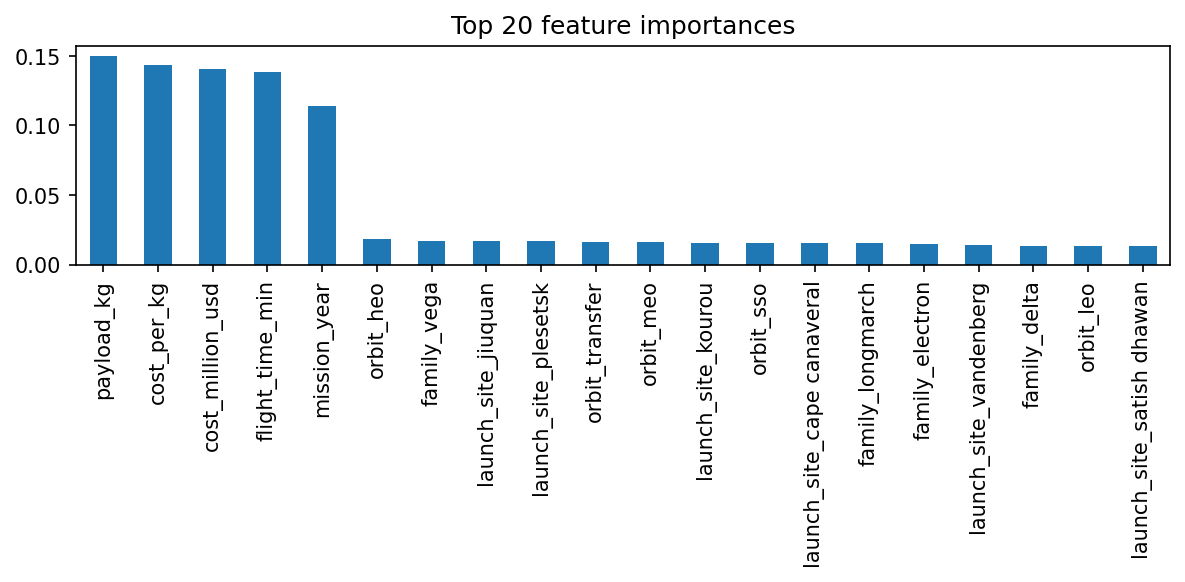 Top 20 feature importances
0.15
0.10
0.05
0.00
payload_kg
cost_per_kg
cost_million_usd
flight_time_min
mission_year
orbit_heo
family_vega
launch_site_jiuquan
launch_site_plesetsk
orbit_transfer
orbit_meo
launch_site_kourou
orbit_sso
launch_site_cape canaveral
family_longmarch
family_electron
launch_site_vandenberg
family_delta
orbit_leo
launch_site_satish dhawan